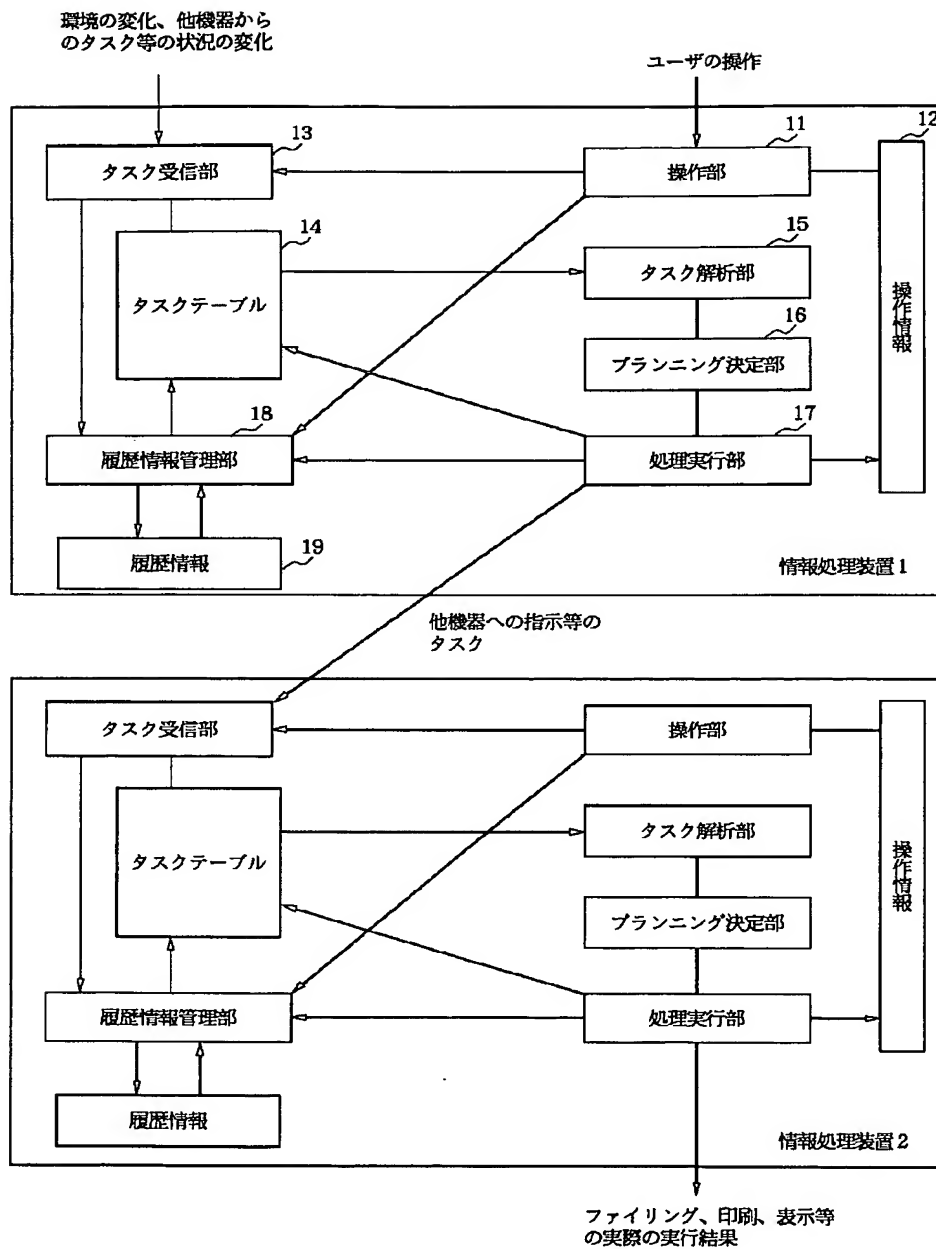 環境の変化、他機器から
のタスク等の状況の変化
ユーザの操作
13
11
12
タスク受信部
操作部
14
15
タスクテーブル
タスク解析部
操作情報
16
プランニング決定部
18
17
履歴情報管理部
処理実行部
19
履歴情報
情報処理装置1
他機器への指示等の
タスク
タスク受信部
操作部
タスクテーブル
タスク解析部
操作情報
プランニング決定部
履歴情報管理部
処理実行部
履歴情報
情報処理装置2
ファイリング、印刷、表示等
の実際の実行結果